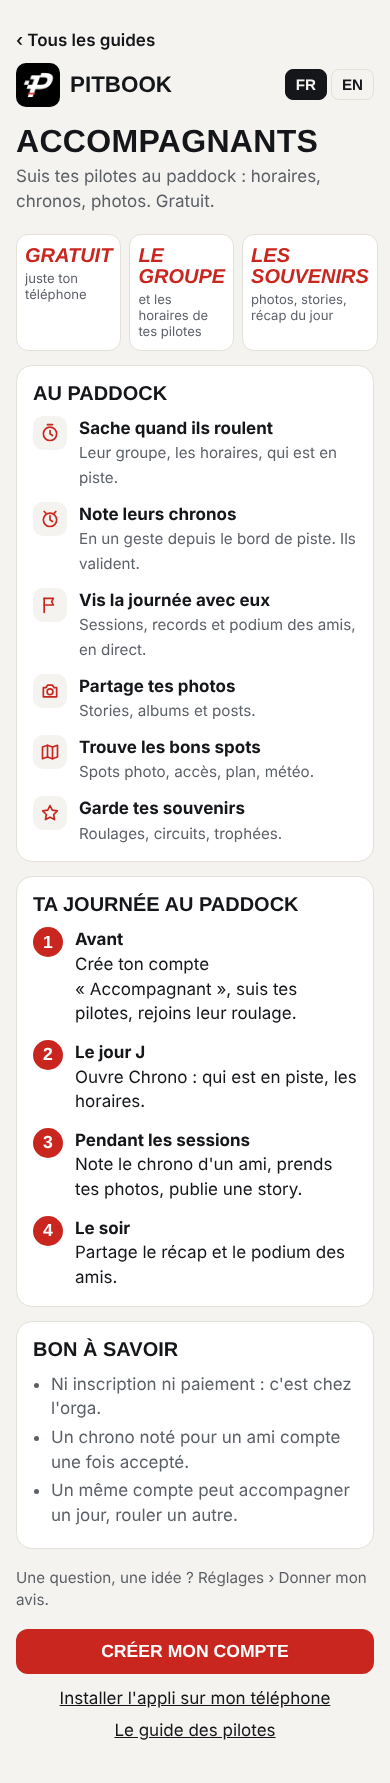 ‹ Tous les guides
PITBOOK
FR EN
ACCOMPAGNANTS
Suis tes pilotes au paddock : horaires,
chronos, photos. Gratuit.
GRATUIT
juste ton
téléphone
LE
GROUPE
et les
horaires de
tes pilotes
LES
SOUVENIRS
photos, stories,
récap du jour
AU PADDOCK
Sache quand ils roulent
Leur groupe, les horaires, qui est en
piste.
Note leurs chronos
En un geste depuis le bord de piste. Ils
valident.
Vis la journée avec eux
Sessions, records et podium des amis,
en direct.
Partage tes photos
Stories, albums et posts.
Trouve les bons spots
Spots photo, accès, plan, météo.
Garde tes souvenirs
Roulages, circuits, trophées.
TA JOURNÉE AU PADDOCK
1 Avant
Crée ton compte
« Accompagnant », suis tes
pilotes, rejoins leur roulage.
2 Le jour J
Ouvre Chrono : qui est en piste, les
horaires.
3 Pendant les sessions
Note le chrono d'un ami, prends
tes photos, publie une story.
4 Le soir
Partage le récap et le podium des
amis.
BON À SAVOIR
• Ni inscription ni paiement : c'est chez
l'orga.
• Un chrono noté pour un ami compte
une fois accepté.
• Un même compte peut accompagner
un jour, rouler un autre.
Une question, une idée ? Réglages › Donner mon
avis.
CRÉER MON COMPTE
Installer l'appli sur mon téléphone
Le guide des pilotes